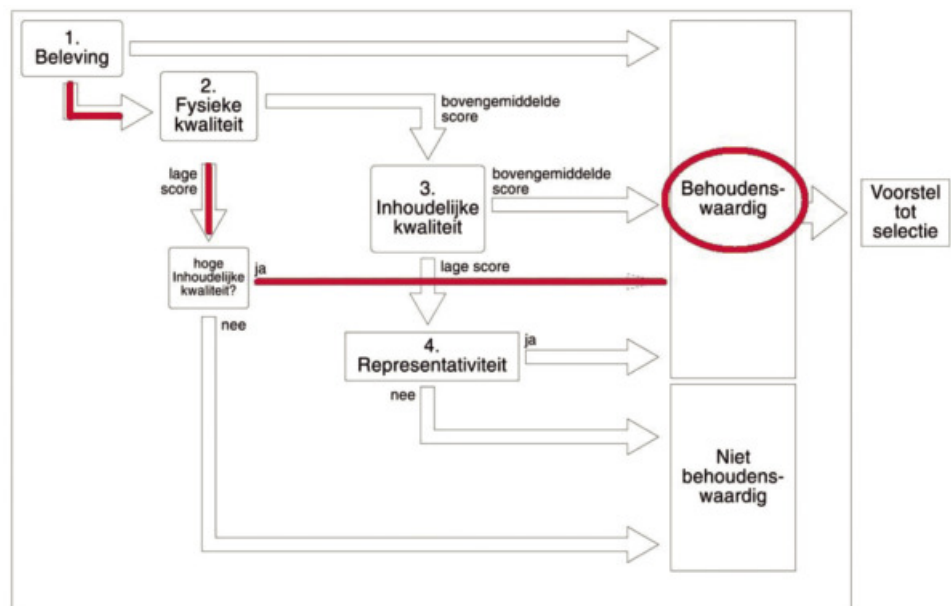 1.
Beleving
2.
Fysieke
kwaliteit
bovengemiddelde
score
lage
score
3.
Inhoudelijke
kwaliteit
bovengemiddelde
score
Behoudens-
waardig
Voorstel
tot
selectie
hoge
Inhoudelijke
kwaliteit?
ja
lage score
nee
4.
Representativiteit
ja
nee
Niet
behoudens-
waardig